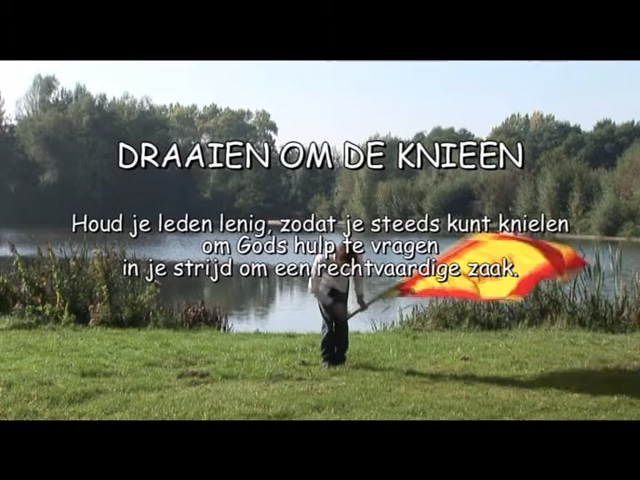 DRAAIEN OM DE KNIEEN
Houd je leden lenig, zodat je steeds kunt knielen
om Gods hulp te vragen
in je strijd om een rechtvaardige zaak.